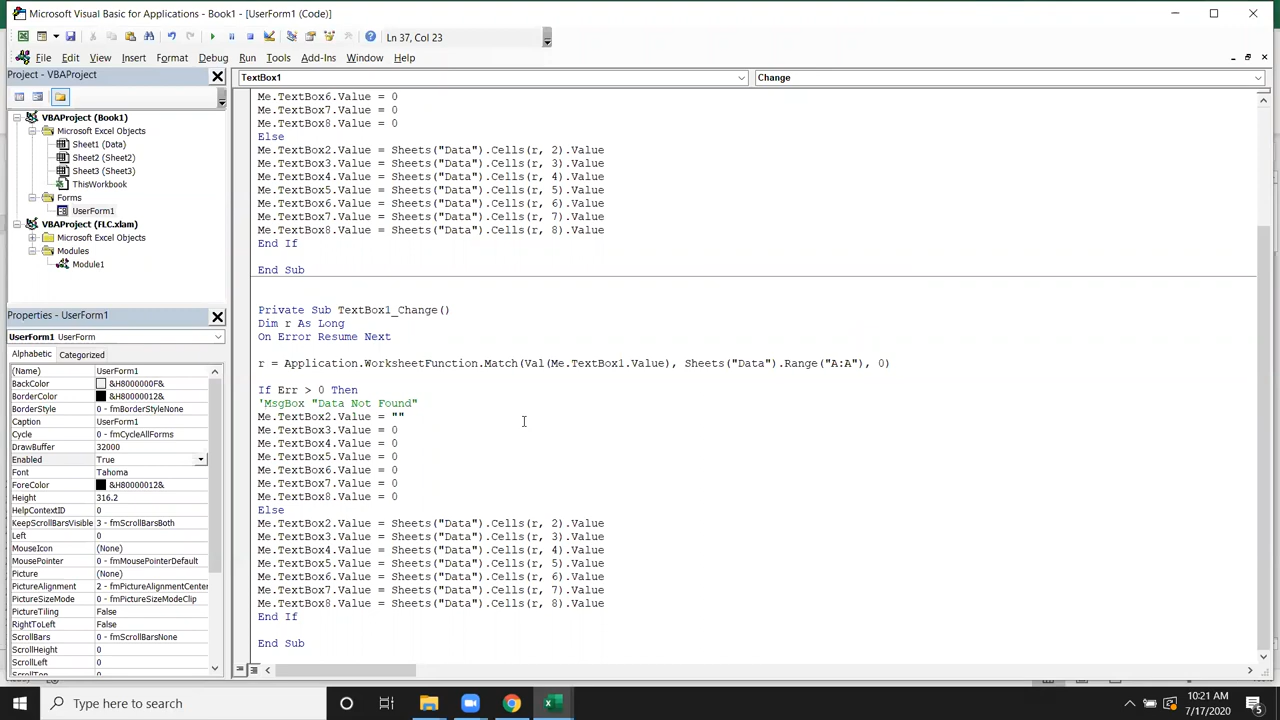 Microsoft Visual Basic for Applications - Book1 - [UserForm1 (Code)]
Ln 37, Col 23
File Edit View Insert Format Debug Run Tools Add-Ins Window Help
Project - VBAProject
TextBox1
Change
VBAProject (Book1)
Microsoft Excel Objects
Sheet1 (Data)
Sheet2 (Sheet2)
Sheet3 (Sheet3)
ThisWorkbook
Forms
UserForm1
VBAProject (FLC.xlam)
Microsoft Excel Objects
Modules
Module1
Properties - UserForm1
UserForm1 UserForm
Alphabetic Categorized
(Name) UserForm1
BackColor &H8000000F&
BorderColor &H80000012&
BorderStyle 0 - fmBorderStyleNone
Caption UserForm1
Cycle 0 - fmCycleAllForms
DrawBuffer 32000
Enabled True
Font Tahoma
ForeColor &H80000012&
Height 316.2
HelpContextID 0
KeepScrollBarsVisible 3 - fmScrollBarsBoth
Left 0
MouseIcon (None)
MousePointer 0 - fmMousePointerDefault
Picture (None)
PictureAlignment 2 - fmPictureAlignmentCenter
PictureSizeMode 0 - fmPictureSizeModeClip
PictureTiling False
RightToLeft False
ScrollBars 0 - fmScrollBarsNone
ScrollHeight 0
ScrollLeft 0
ScrollTop 0
Me.TextBox6.Value = 0
Me.TextBox7.Value = 0
Me.TextBox8.Value = 0
Else
Me.TextBox2.Value = Sheets("Data").Cells(r, 2).Value
Me.TextBox3.Value = Sheets("Data").Cells(r, 3).Value
Me.TextBox4.Value = Sheets("Data").Cells(r, 4).Value
Me.TextBox5.Value = Sheets("Data").Cells(r, 5).Value
Me.TextBox6.Value = Sheets("Data").Cells(r, 6).Value
Me.TextBox7.Value = Sheets("Data").Cells(r, 7).Value
Me.TextBox8.Value = Sheets("Data").Cells(r, 8).Value
End If
End Sub
Private Sub TextBox1_Change()
Dim r As Long
On Error Resume Next
r = Application.WorksheetFunction.Match(Val(Me.TextBox1.Value), Sheets("Data").Range("A:A"), 0)
If Err > 0 Then
'MsgBox "Data Not Found"
Me.TextBox2.Value = ""
Me.TextBox3.Value = 0
Me.TextBox4.Value = 0
Me.TextBox5.Value = 0
Me.TextBox6.Value = 0
Me.TextBox7.Value = 0
Me.TextBox8.Value = 0
Else
Me.TextBox2.Value = Sheets("Data").Cells(r, 2).Value
Me.TextBox3.Value = Sheets("Data").Cells(r, 3).Value
Me.TextBox4.Value = Sheets("Data").Cells(r, 4).Value
Me.TextBox5.Value = Sheets("Data").Cells(r, 5).Value
Me.TextBox6.Value = Sheets("Data").Cells(r, 6).Value
Me.TextBox7.Value = Sheets("Data").Cells(r, 7).Value
Me.TextBox8.Value = Sheets("Data").Cells(r, 8).Value
End If
End Sub
Type here to search
10:21 AM
7/17/2020
5